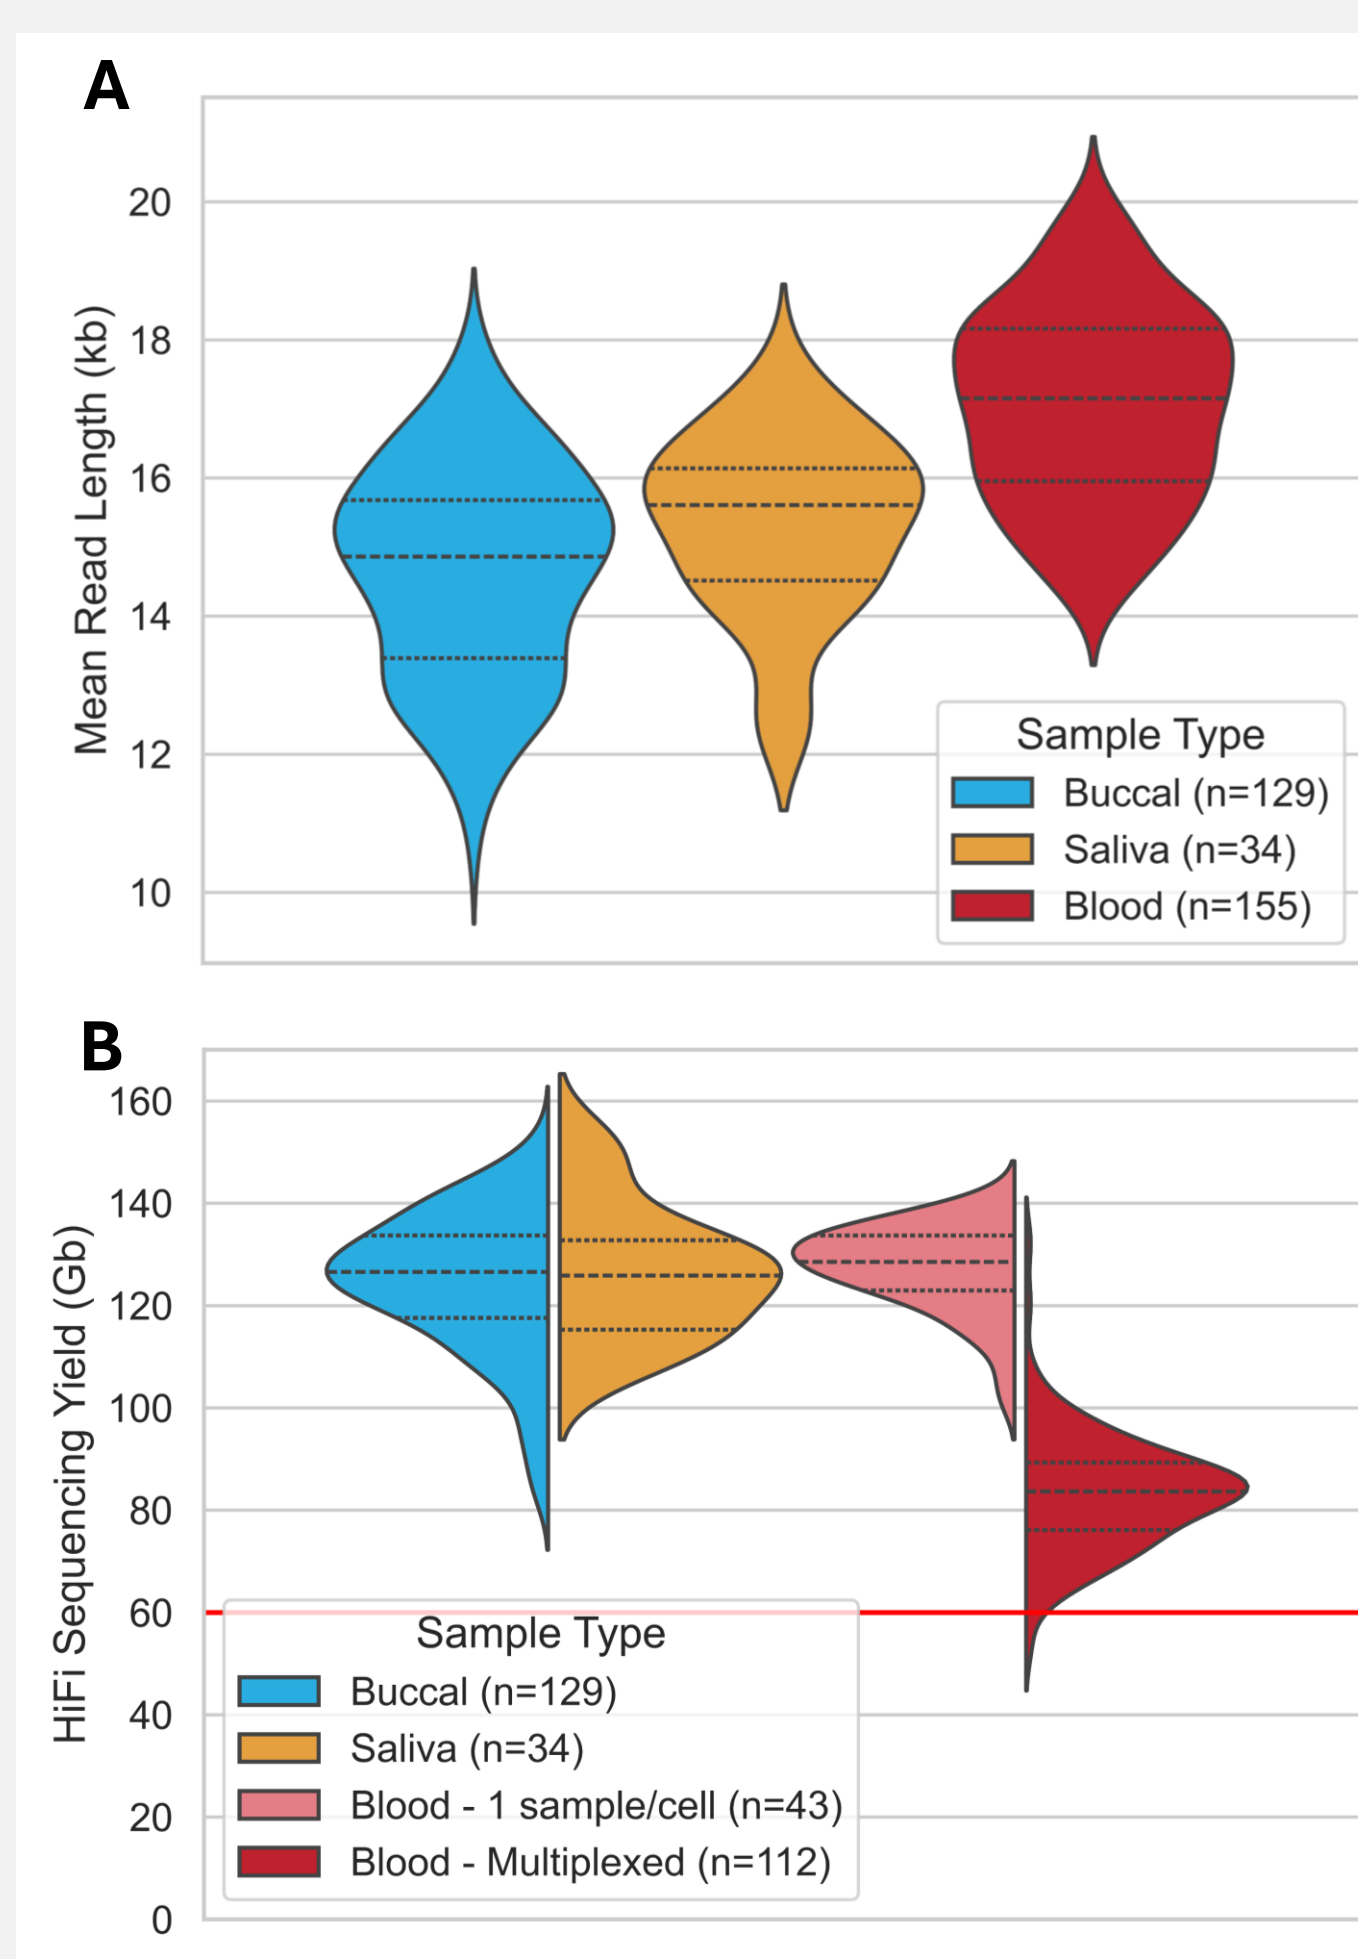 A
Mean Read Length (kb)
20
18
16
14
12
10
Sample Type
Buccal (n=129)
Saliva (n=34)
Blood (n=155)
B
HiFi Sequencing Yield (Gb)
160
140
120
100
80
60
40
20
0
Sample Type
Buccal (n=129)
Saliva (n=34)
Blood - 1 sample/cell (n=43)
Blood - Multiplexed (n=112)